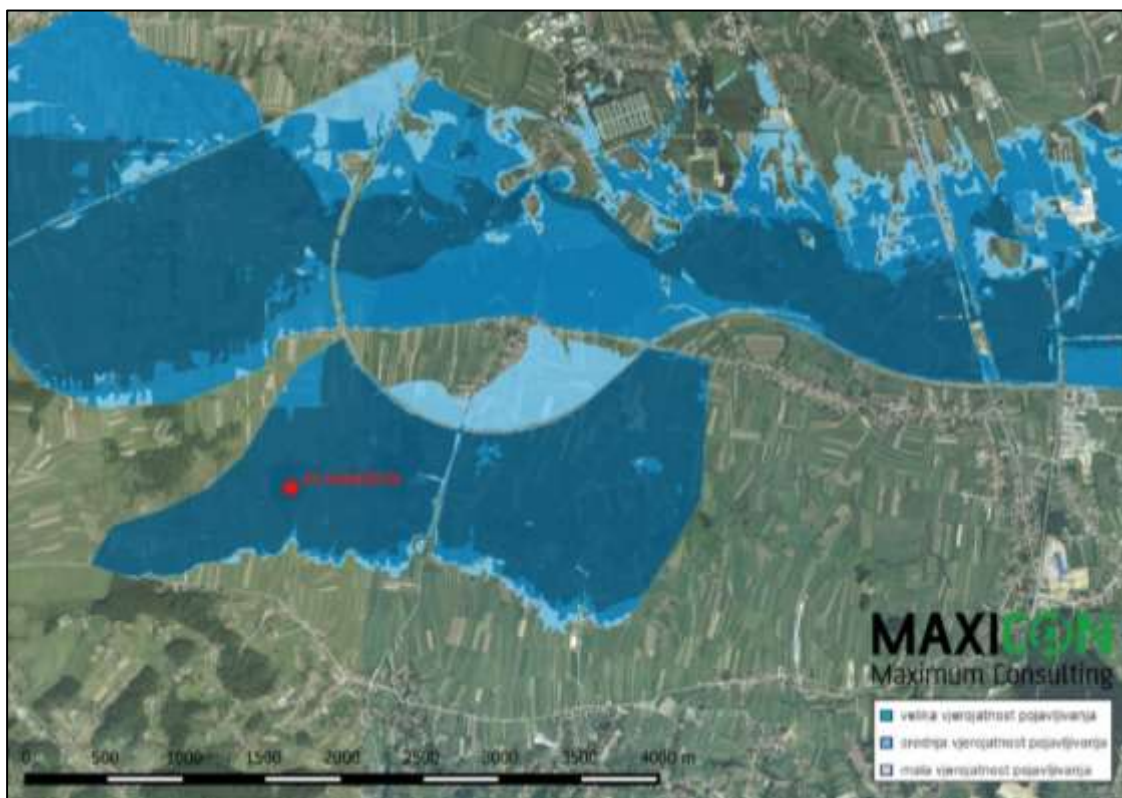 MAXICON
Maximum Consulting
velika vjerojatnost pojavljivanja
srednja vjerojatnost pojavljivanja
mala vjerojatnost pojavljivanja
0 500 1000 1500 2000 2500 3000 3500 4000 m